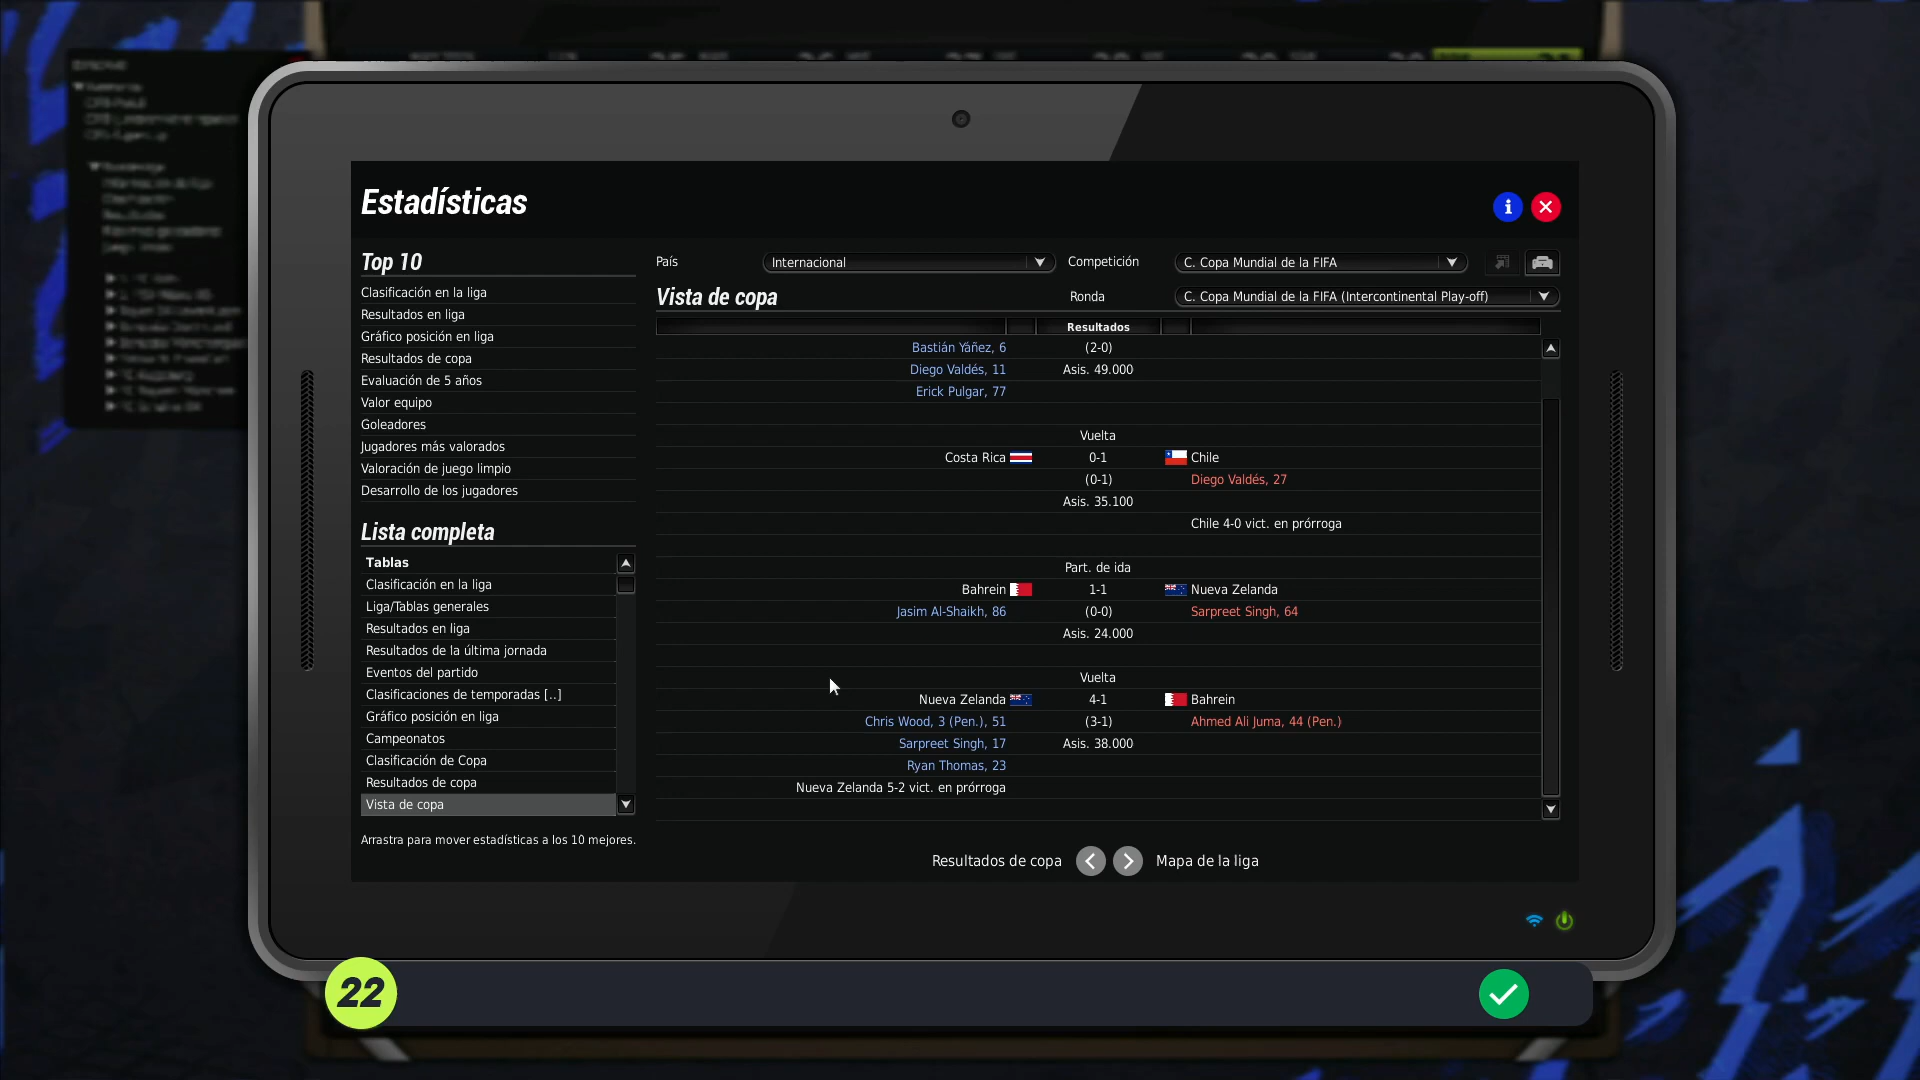 Estadísticas
Top 10
Clasificación en la liga
Resultados en liga
Gráfico posición en liga
Resultados de copa
Evaluación de 5 años
Valor equipo
Goleadores
Jugadores más valorados
Valoración de juego limpio
Desarrollo de los jugadores
Lista completa
Tablas
Clasificación en la liga
Liga/Tablas generales
Resultados en liga
Resultados de la última jornada
Eventos del partido
Clasificaciones de temporadas [..]
Gráfico posición en liga
Campeonatos
Clasificación de Copa
Resultados de copa
Vista de copa
Arrastra para mover estadísticas a los 10 mejores.
País Internacional Competición C. Copa Mundial de la FIFA
Vista de copa Ronda C. Copa Mundial de la FIFA (Intercontinental Play-off)
Resultados
Bastián Yáñez, 6 (2-0)
Diego Valdés, 11 Asis. 49.000
Erick Pulgar, 77
Vuelta
Costa Rica 0-1 Chile
(0-1) Diego Valdés, 27
Asis. 35.100
Chile 4-0 vict. en prórroga
Part. de ida
Bahrein 1-1 Nueva Zelanda
Jasim Al-Shaikh, 86 (0-0) Sarpreet Singh, 64
Asis. 24.000
Vuelta
Nueva Zelanda 4-1 Bahrein
Chris Wood, 3 (Pen.), 51 (3-1) Ahmed Ali Juma, 44 (Pen.)
Sarpreet Singh, 17 Asis. 38.000
Ryan Thomas, 23
Nueva Zelanda 5-2 vict. en prórroga
Resultados de copa Mapa de la liga
22